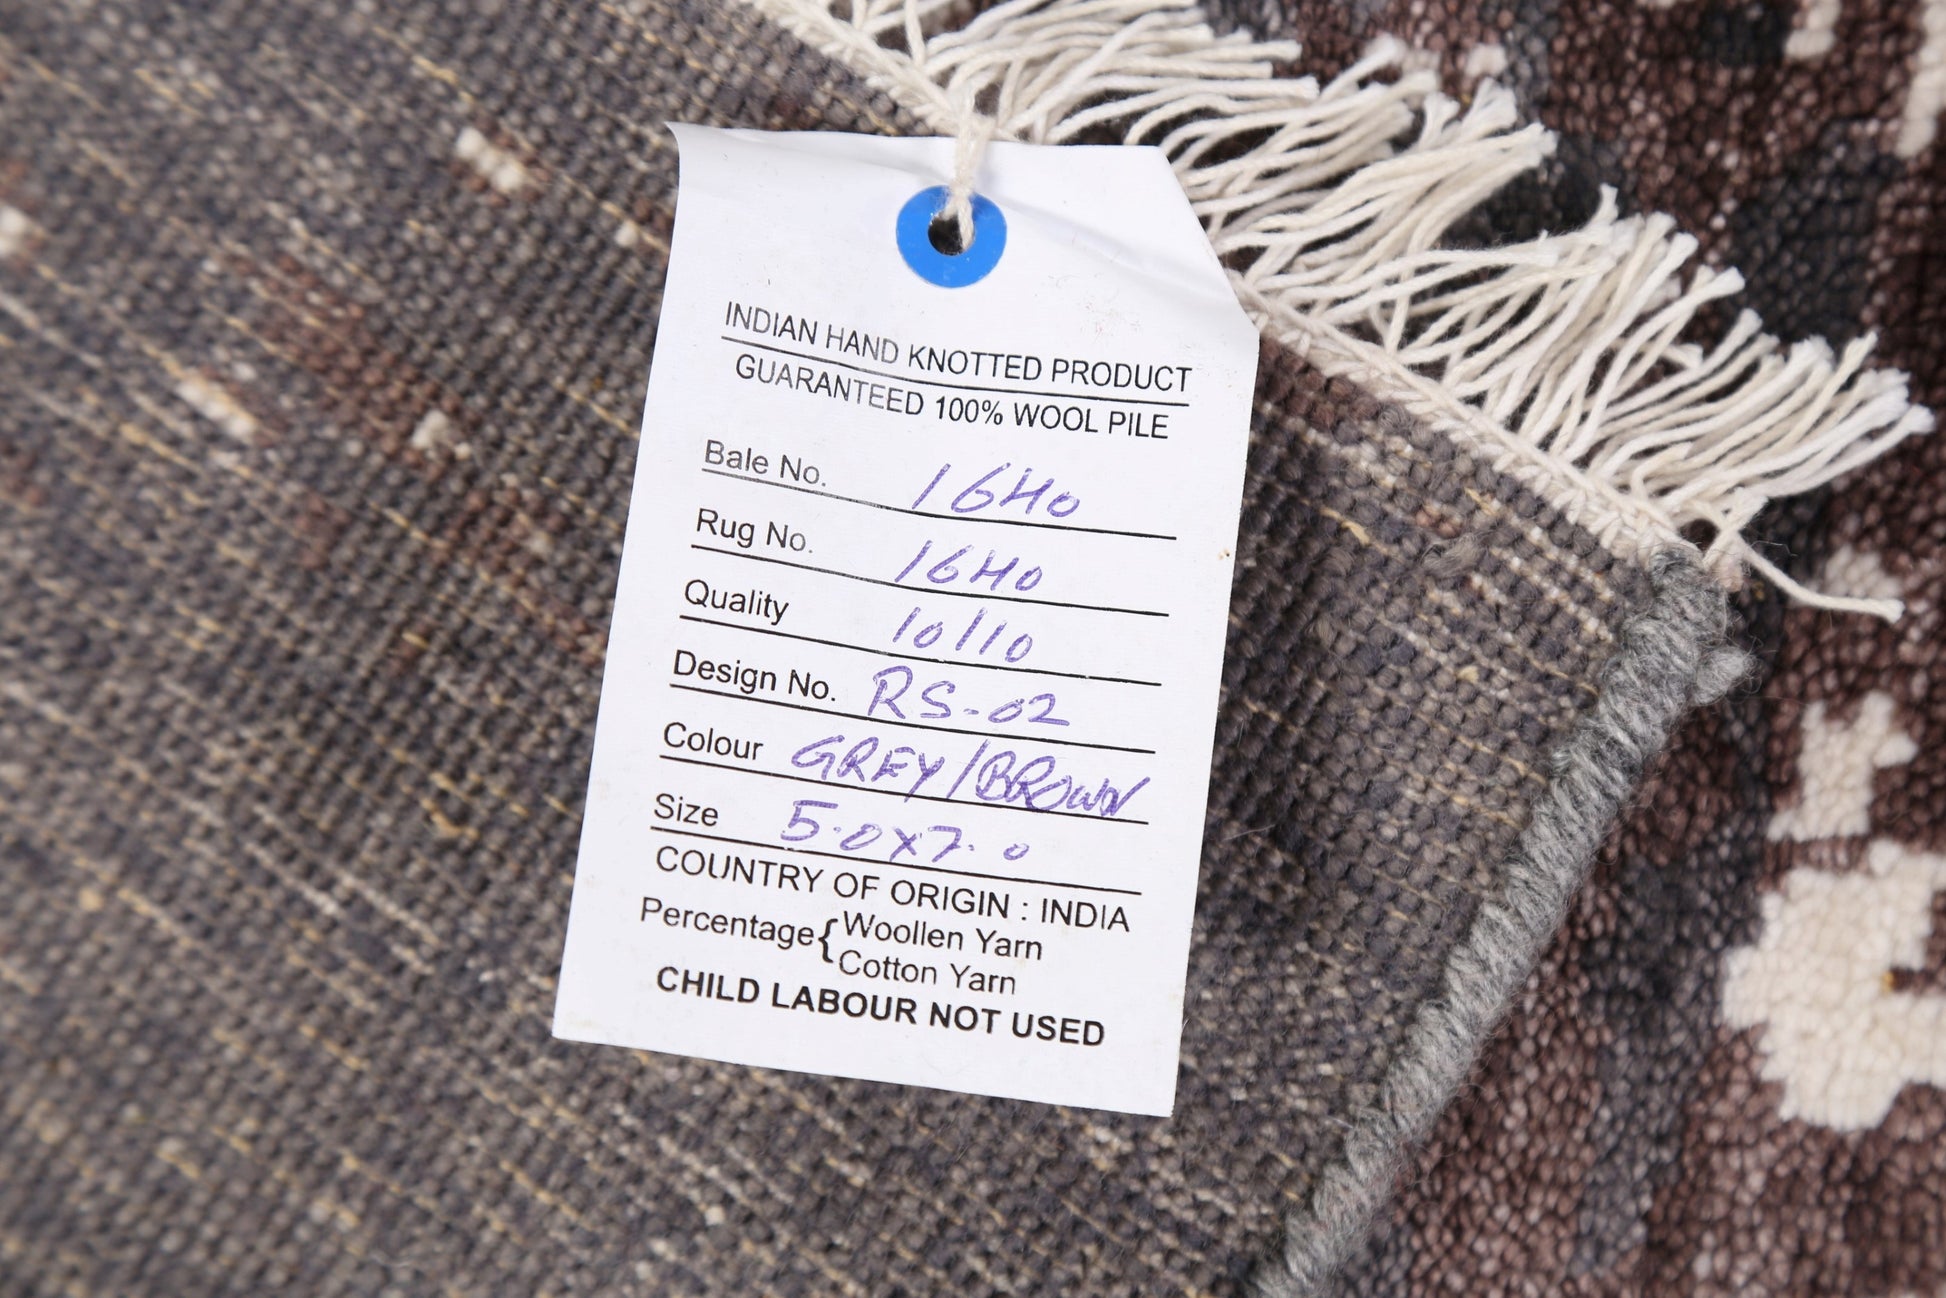 INDIAN HAND KNOTTED PRODUCT
GUARANTEED 100% WOOL PILE
Bale No. 16H0
Rug No. 16H0
Quality 10/10
Design No. RS-02
Colour GREY/BROWN
Size 5.0x7.0
COUNTRY OF ORIGIN : INDIA
Percentage { Woollen Yarn
Cotton Yarn
CHILD LABOUR NOT USED